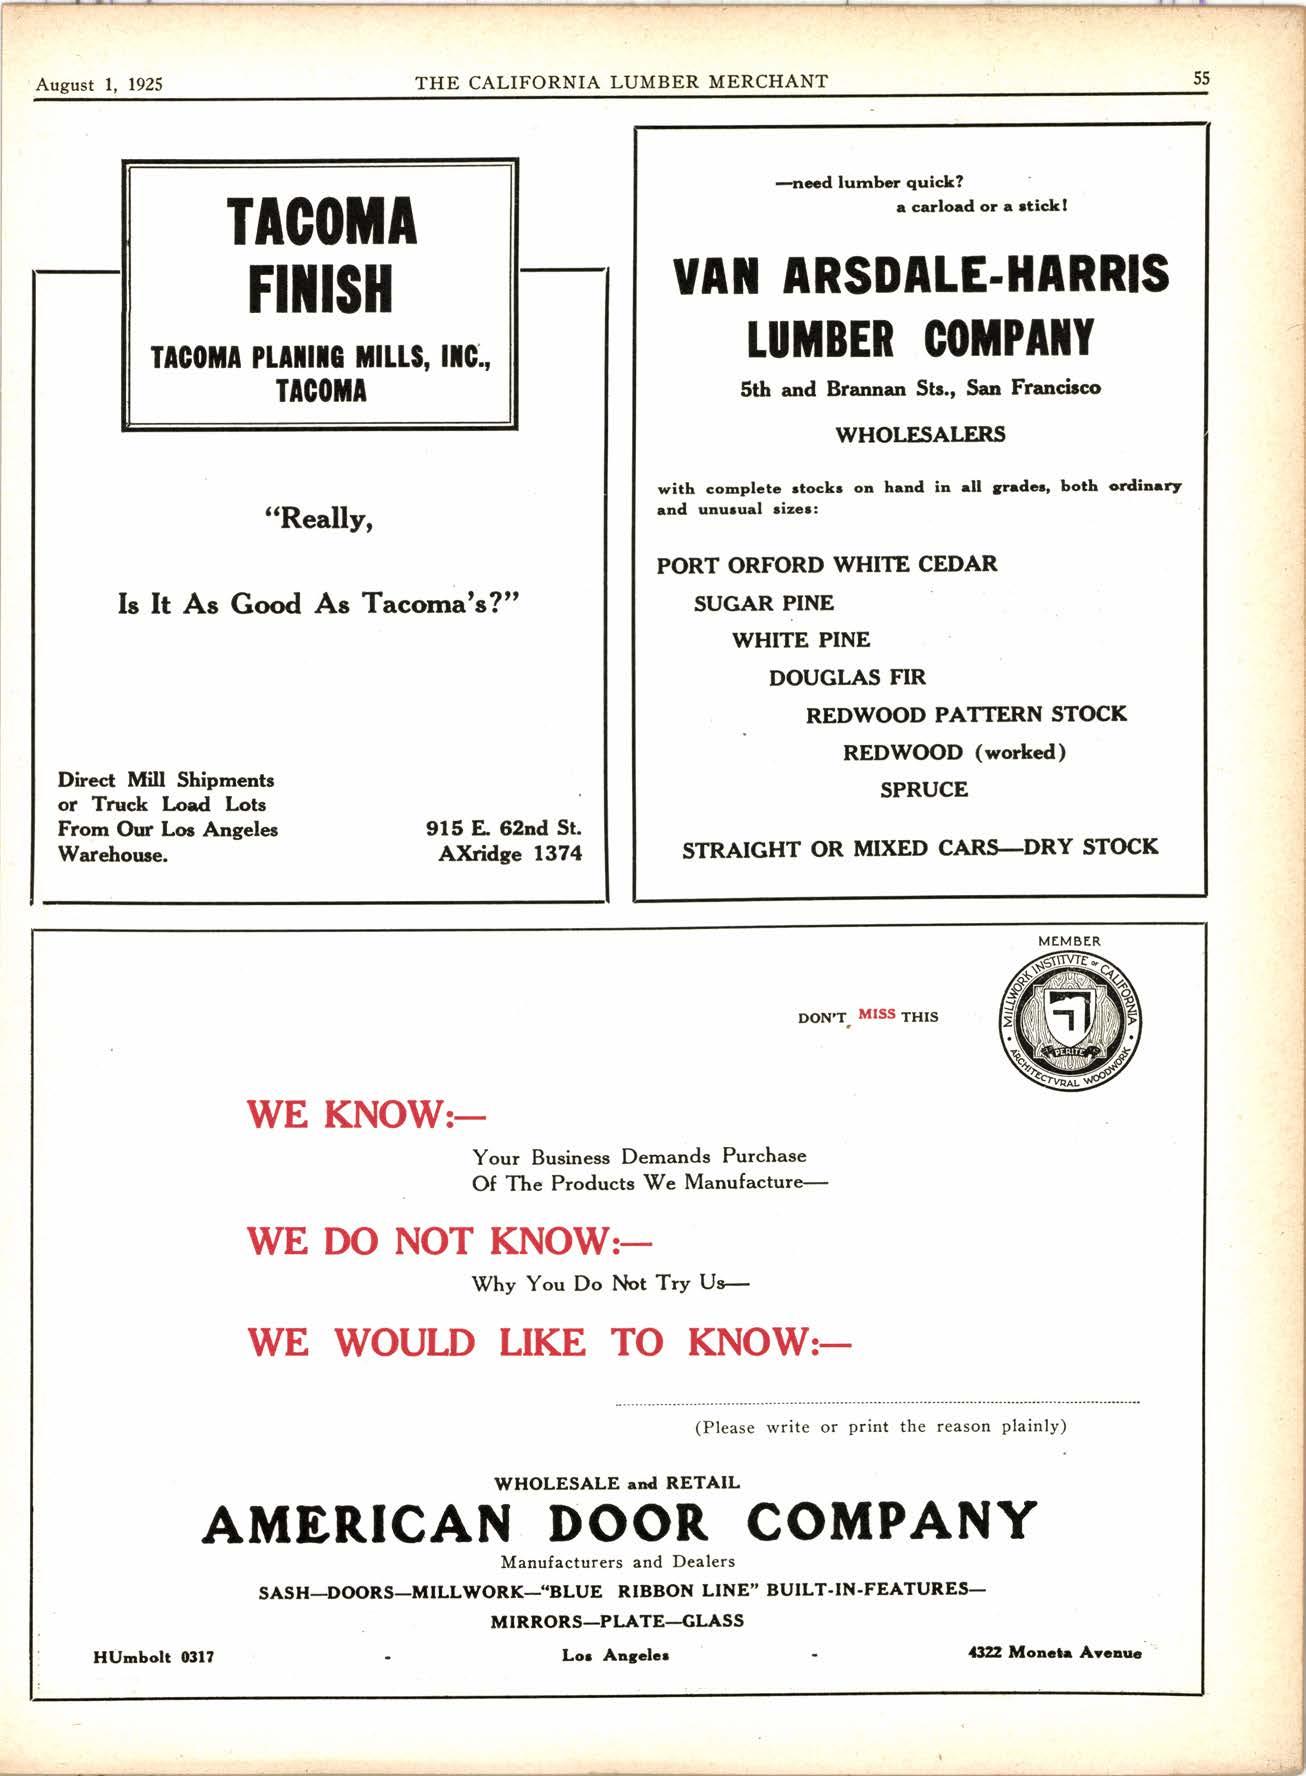 August 1, 1925 THE CALIFORNIA LUMBER MERCHANT 55
TACOMA
FINISH
TACOMA PLANING MILLS, INC.,
TACOMA
“Really,
Is It As Good As Tacoma's?”
Direct Mill Shipments
or Truck Load Lots
From Our Los Angeles
Warehouse.
915 E. 62nd St.
AXridge 1374
—need lumber quick?
a carload or a stick!
VAN ARSDALE-HARRIS
LUMBER COMPANY
5th and Brannan Sts., San Francisco
WHOLESALERS
with complete stocks on hand in all grades, both ordinary
and unusual sizes:
PORT ORFORD WHITE CEDAR
SUGAR PINE
WHITE PINE
DOUGLAS FIR
REDWOOD PATTERN STOCK
REDWOOD (worked)
SPRUCE
STRAIGHT OR MIXED CARS—DRY STOCK
MEMBER
MILLWORK INSTITVTE OF CALIFORNIA
PERITE
ARCHITECTVRAL WOODWORK
DON'T MISS THIS
WE KNOW:—
Your Business Demands Purchase
Of The Products We Manufacture—
WE DO NOT KNOW:—
Why You Do Not Try Us—
WE WOULD LIKE TO KNOW:—
(Please write or print the reason plainly)
WHOLESALE and RETAIL
AMERICAN DOOR COMPANY
Manufacturers and Dealers
SASH—DOORS—MILLWORK—“BLUE RIBBON LINE” BUILT-IN-FEATURES—
MIRRORS—PLATE—GLASS
HUmbolt 0317 - Los Angeles - 4322 Moneta Avenue